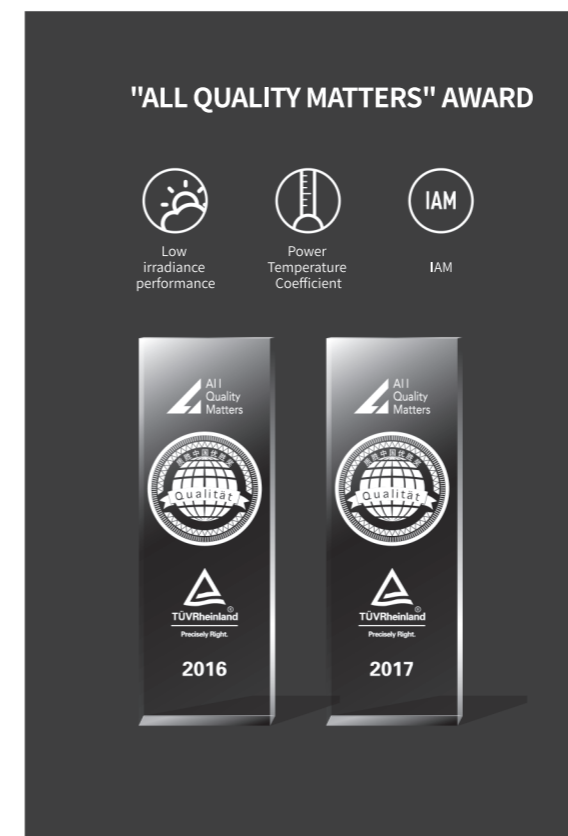 "ALL QUALITY MATTERS" AWARD
IAM
Low
irradiance
performance
Power
Temperature
Coefficient
IAM
All
Quality
Matters
Qualität
TÜVRheinland®
Precisely Right.
2016
All
Quality
Matters
Qualität
TÜVRheinland®
Precisely Right.
2017